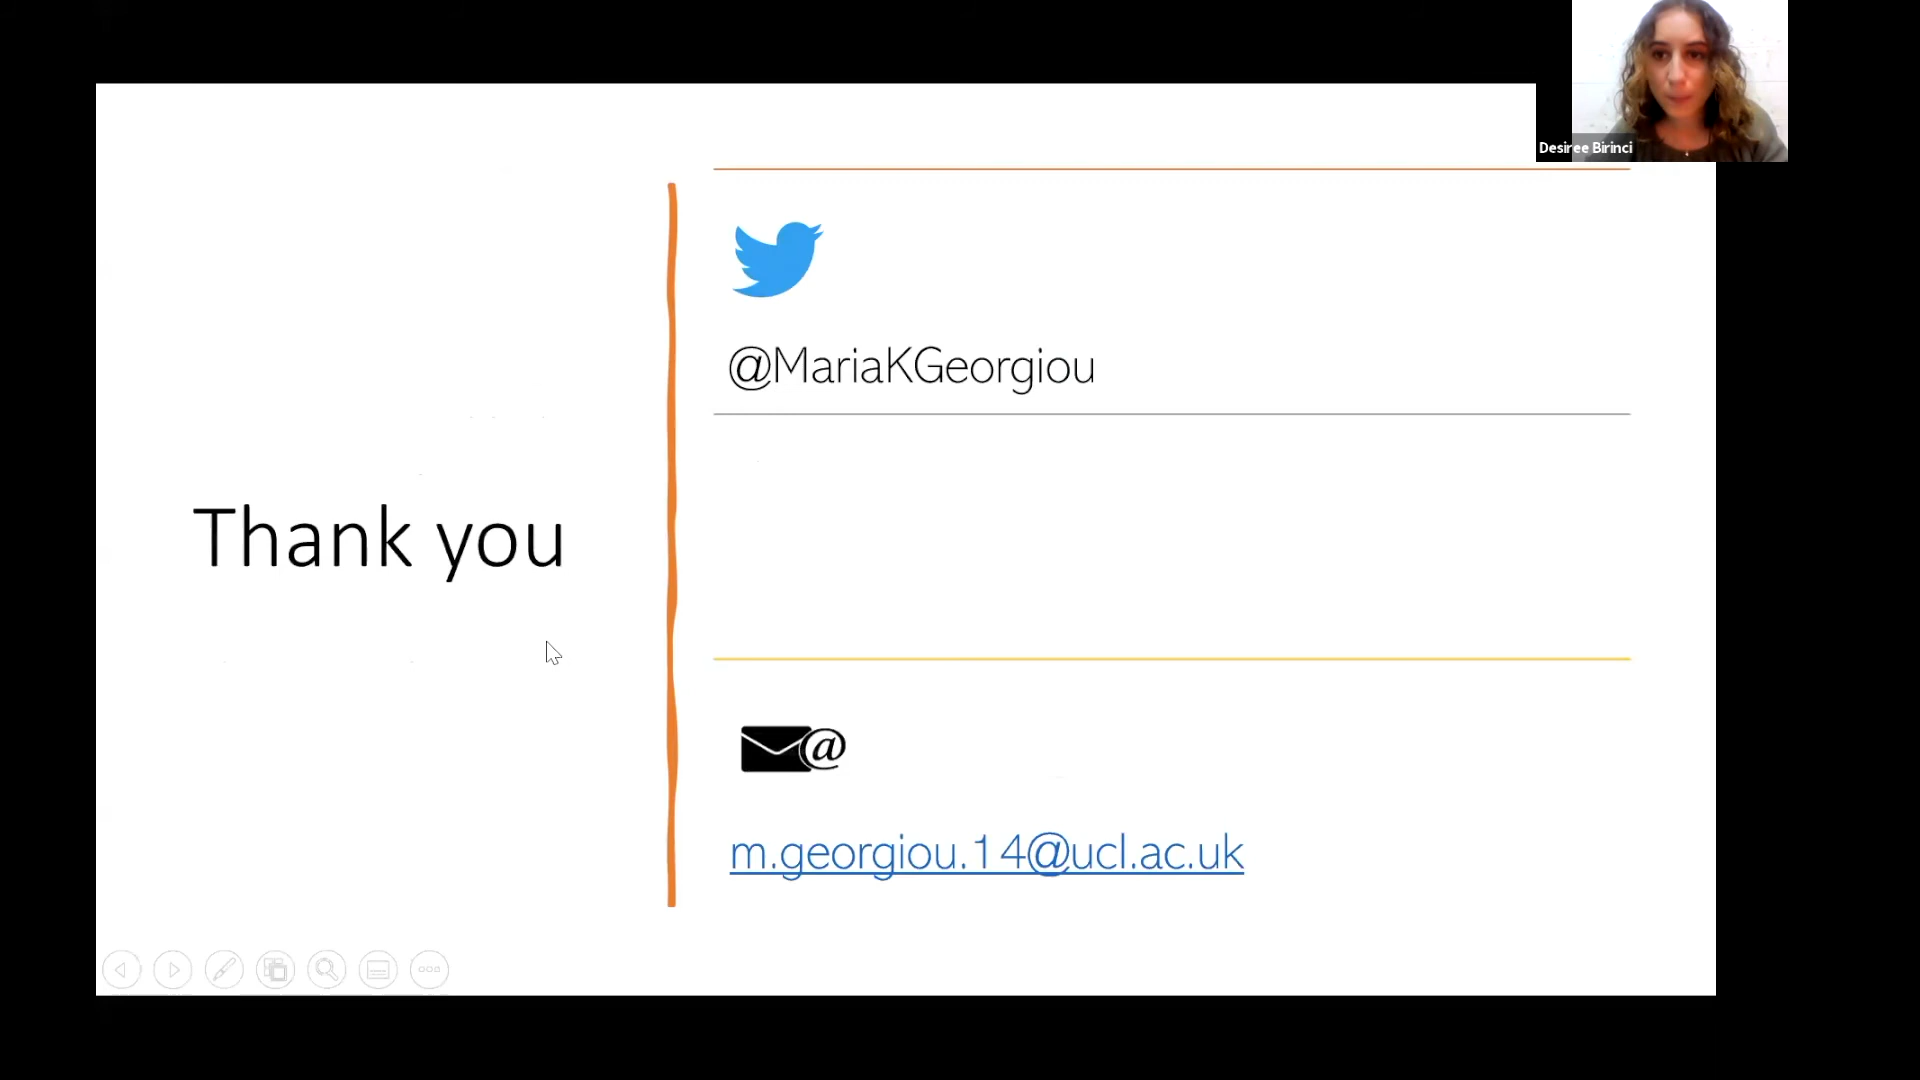 Desiree Birinci
@MariaKGeorgiou
Thank you
@
m.georgiou.14@ucl.ac.uk